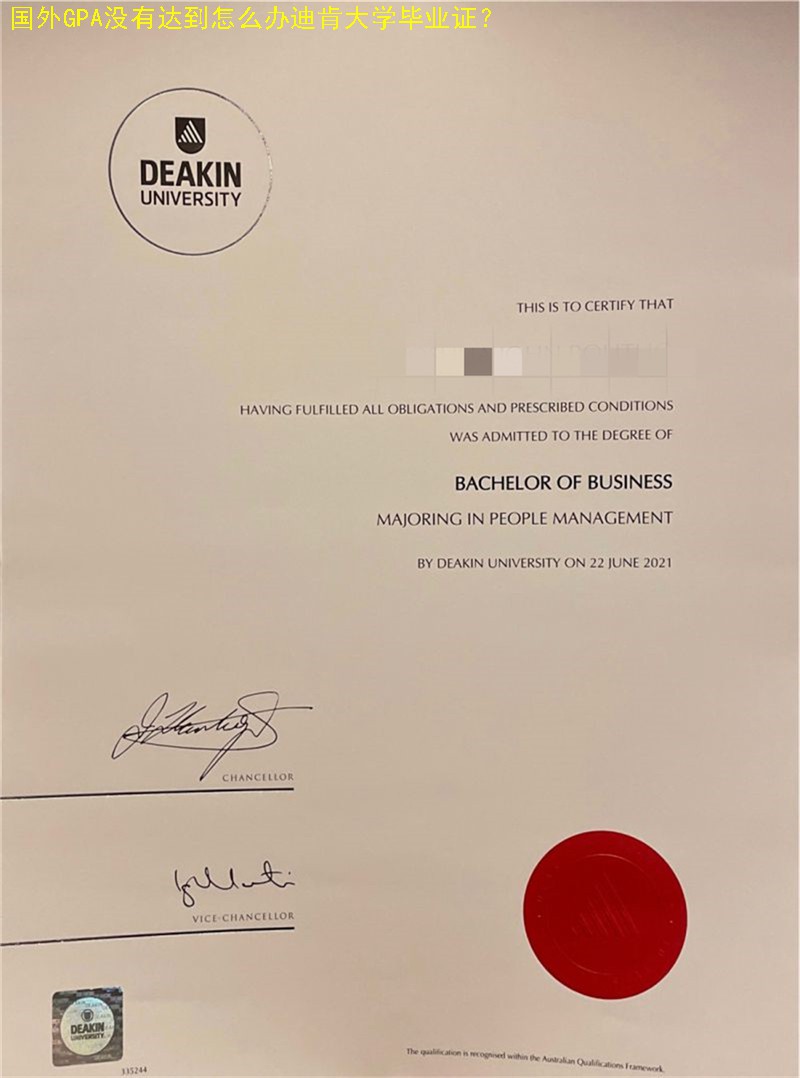 国外GPA没有达到怎么办迪肯大学毕业证？
DEAKIN
UNIVERSITY
THIS IS TO CERTIFY THAT
HAVING FULFILLED ALL OBLIGATIONS AND PRESCRIBED CONDITIONS
WAS ADMITTED TO THE DEGREE OF
BACHELOR OF BUSINESS
MAJORING IN PEOPLE MANAGEMENT
BY DEAKIN UNIVERSITY ON 22 JUNE 2021
CHANCELLOR
VICE-CHANCELLOR
DEAKIN
UNIVERSITY
335244
The qualification is recognised within the Australian Qualifications Framework.